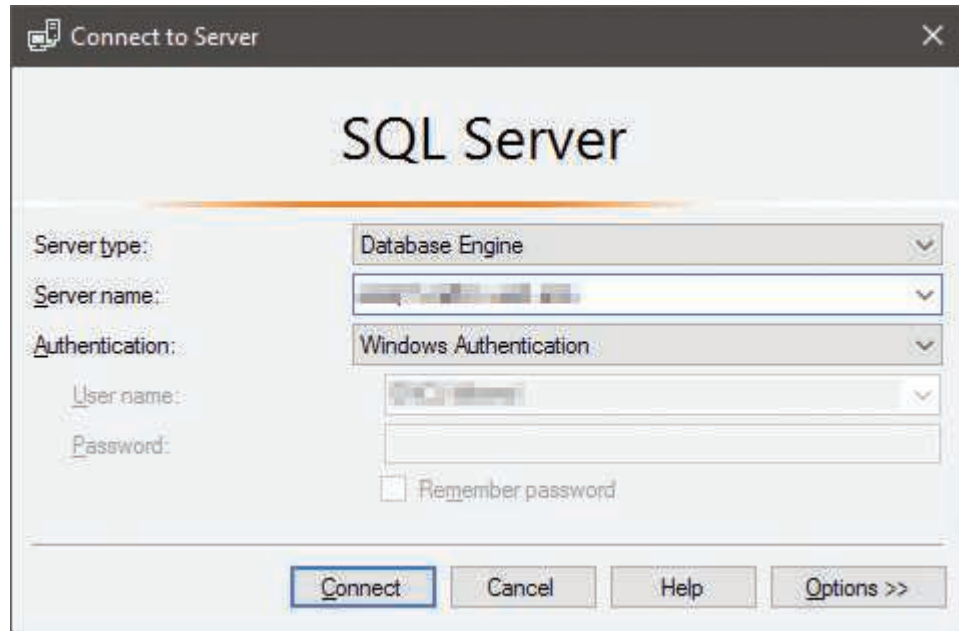 Connect to Server
SQL Server
Server type: Database Engine
Server name:
Authentication: Windows Authentication
User name:
Password:
Remember password
Connect Cancel Help Options >>